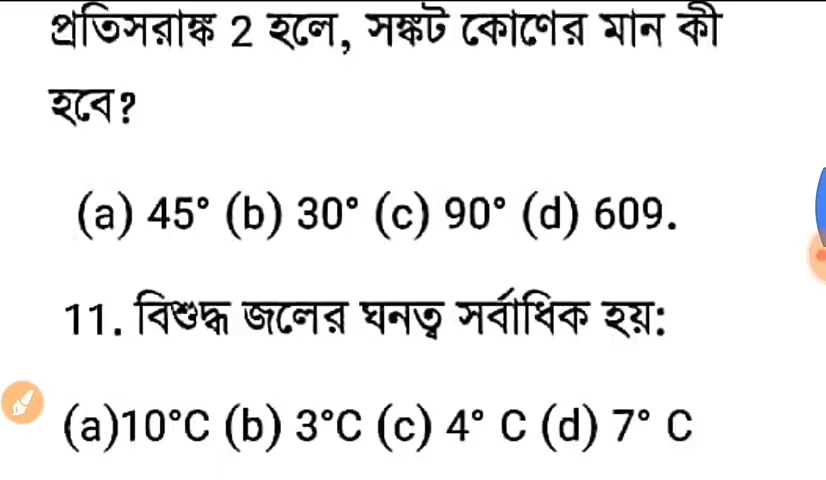 প্রতিসরাঙ্ক 2 হলে, সঙ্কট কোণের মান কী
হবে?
(a) 45° (b) 30° (c) 90° (d) 609.
11. বিশুদ্ধ জলের ঘনত্ব সর্বাধিক হয়:
(a)10°C (b) 3°C (c) 4° C (d) 7° C